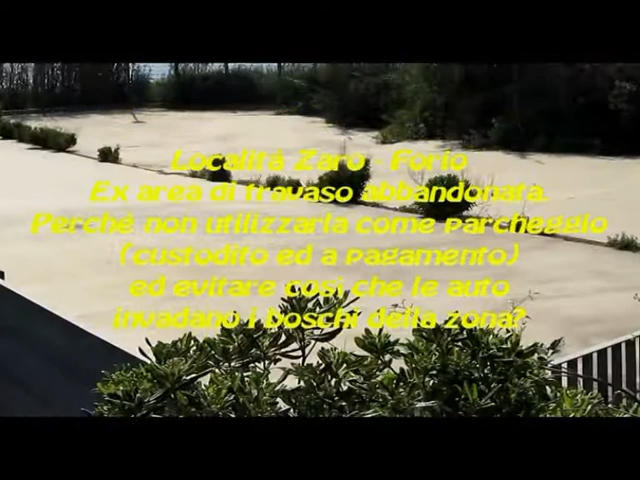 Località Zaro - Forio
Ex area di travaso abbandonata.
Perché non utilizzarla come parcheggio
(custodito ed a pagamento)
ed evitare così che le auto
invadano i boschi della zona?